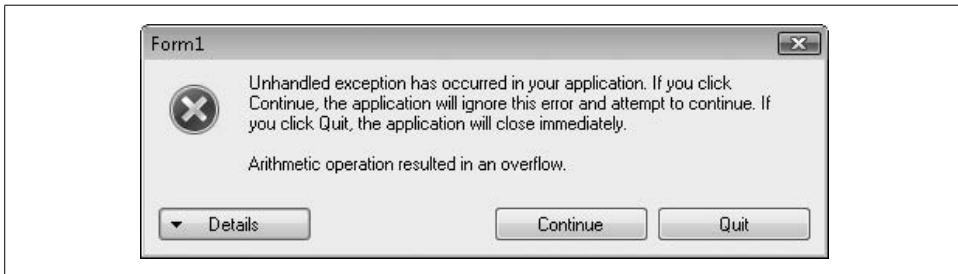 Form1
Unhandled exception has occurred in your application. If you click
Continue, the application will ignore this error and attempt to continue. If
you click Quit, the application will close immediately.
Arithmetic operation resulted in an overflow.
Details
Continue
Quit